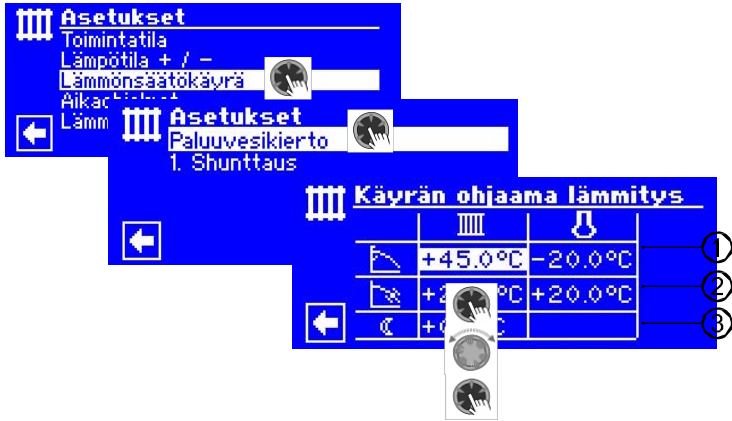 Asetukset
Toimintatila
Lämpötila + / -
Lämmönsäätökäyrä
Asetukset
Paluuvesikierto
1. Shunttaus
Käyrän ohjaama lämmitys
+45.0°C -20.0°C 1
+20.0°C 2
3